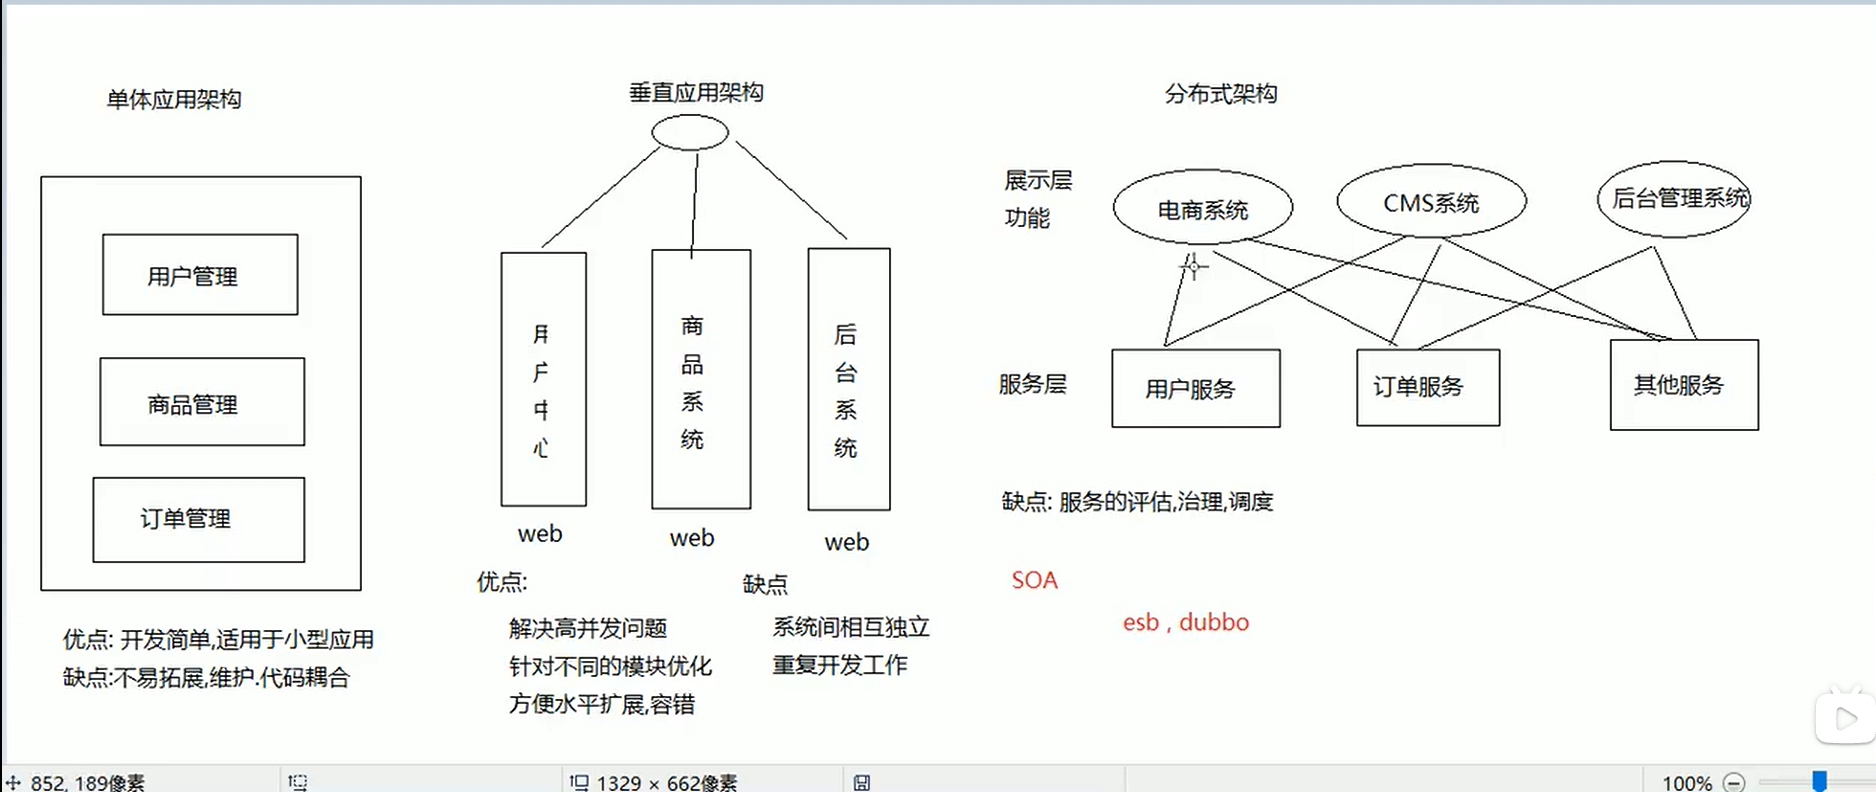 单体应用架构
用户管理
商品管理
订单管理
优点: 开发简单,适用于小型应用
缺点:不易拓展,维护.代码耦合
垂直应用架构
用户中心
商品系统
后台系统
web
web
web
优点:
解决高并发问题
针对不同的模块优化
方便水平扩展,容错
缺点
系统间相互独立
重复开发工作
分布式架构
展示层
功能
电商系统
CMS系统
后台管理系统
服务层
用户服务
订单服务
其他服务
缺点: 服务的评估,治理,调度
SOA
esb , dubbo
852, 189像素
1329 × 662像素
100%